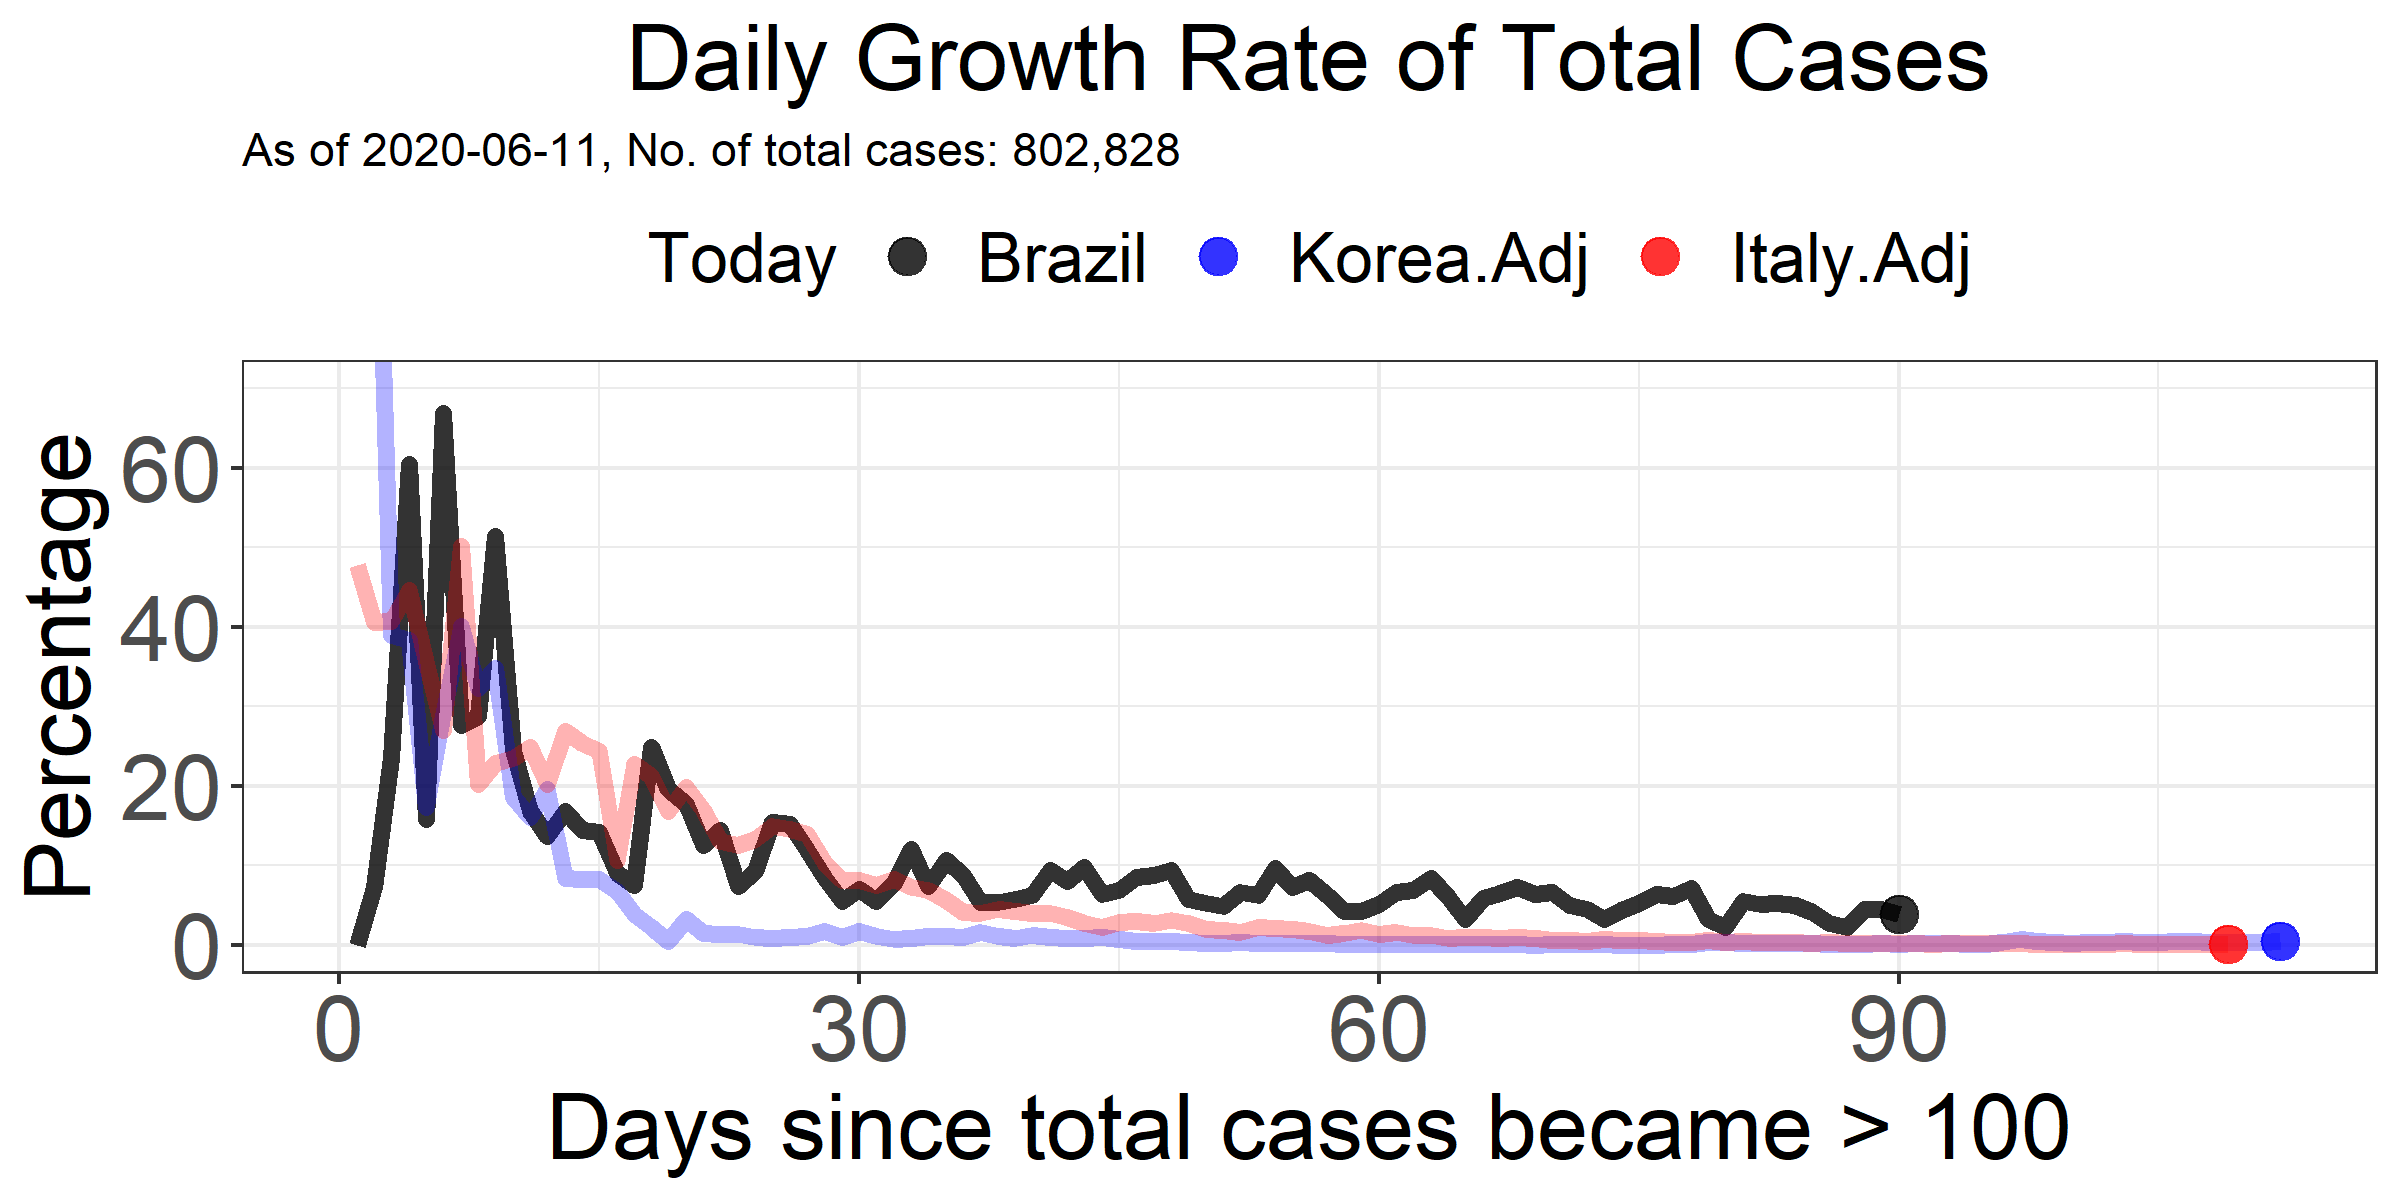 Daily Growth Rate of Total Cases
As of 2020-06-11, No. of total cases: 802,828
Today Brazil Korea.Adj Italy.Adj
Percentage
60
40
20
0
0 30 60 90
Days since total cases became > 100